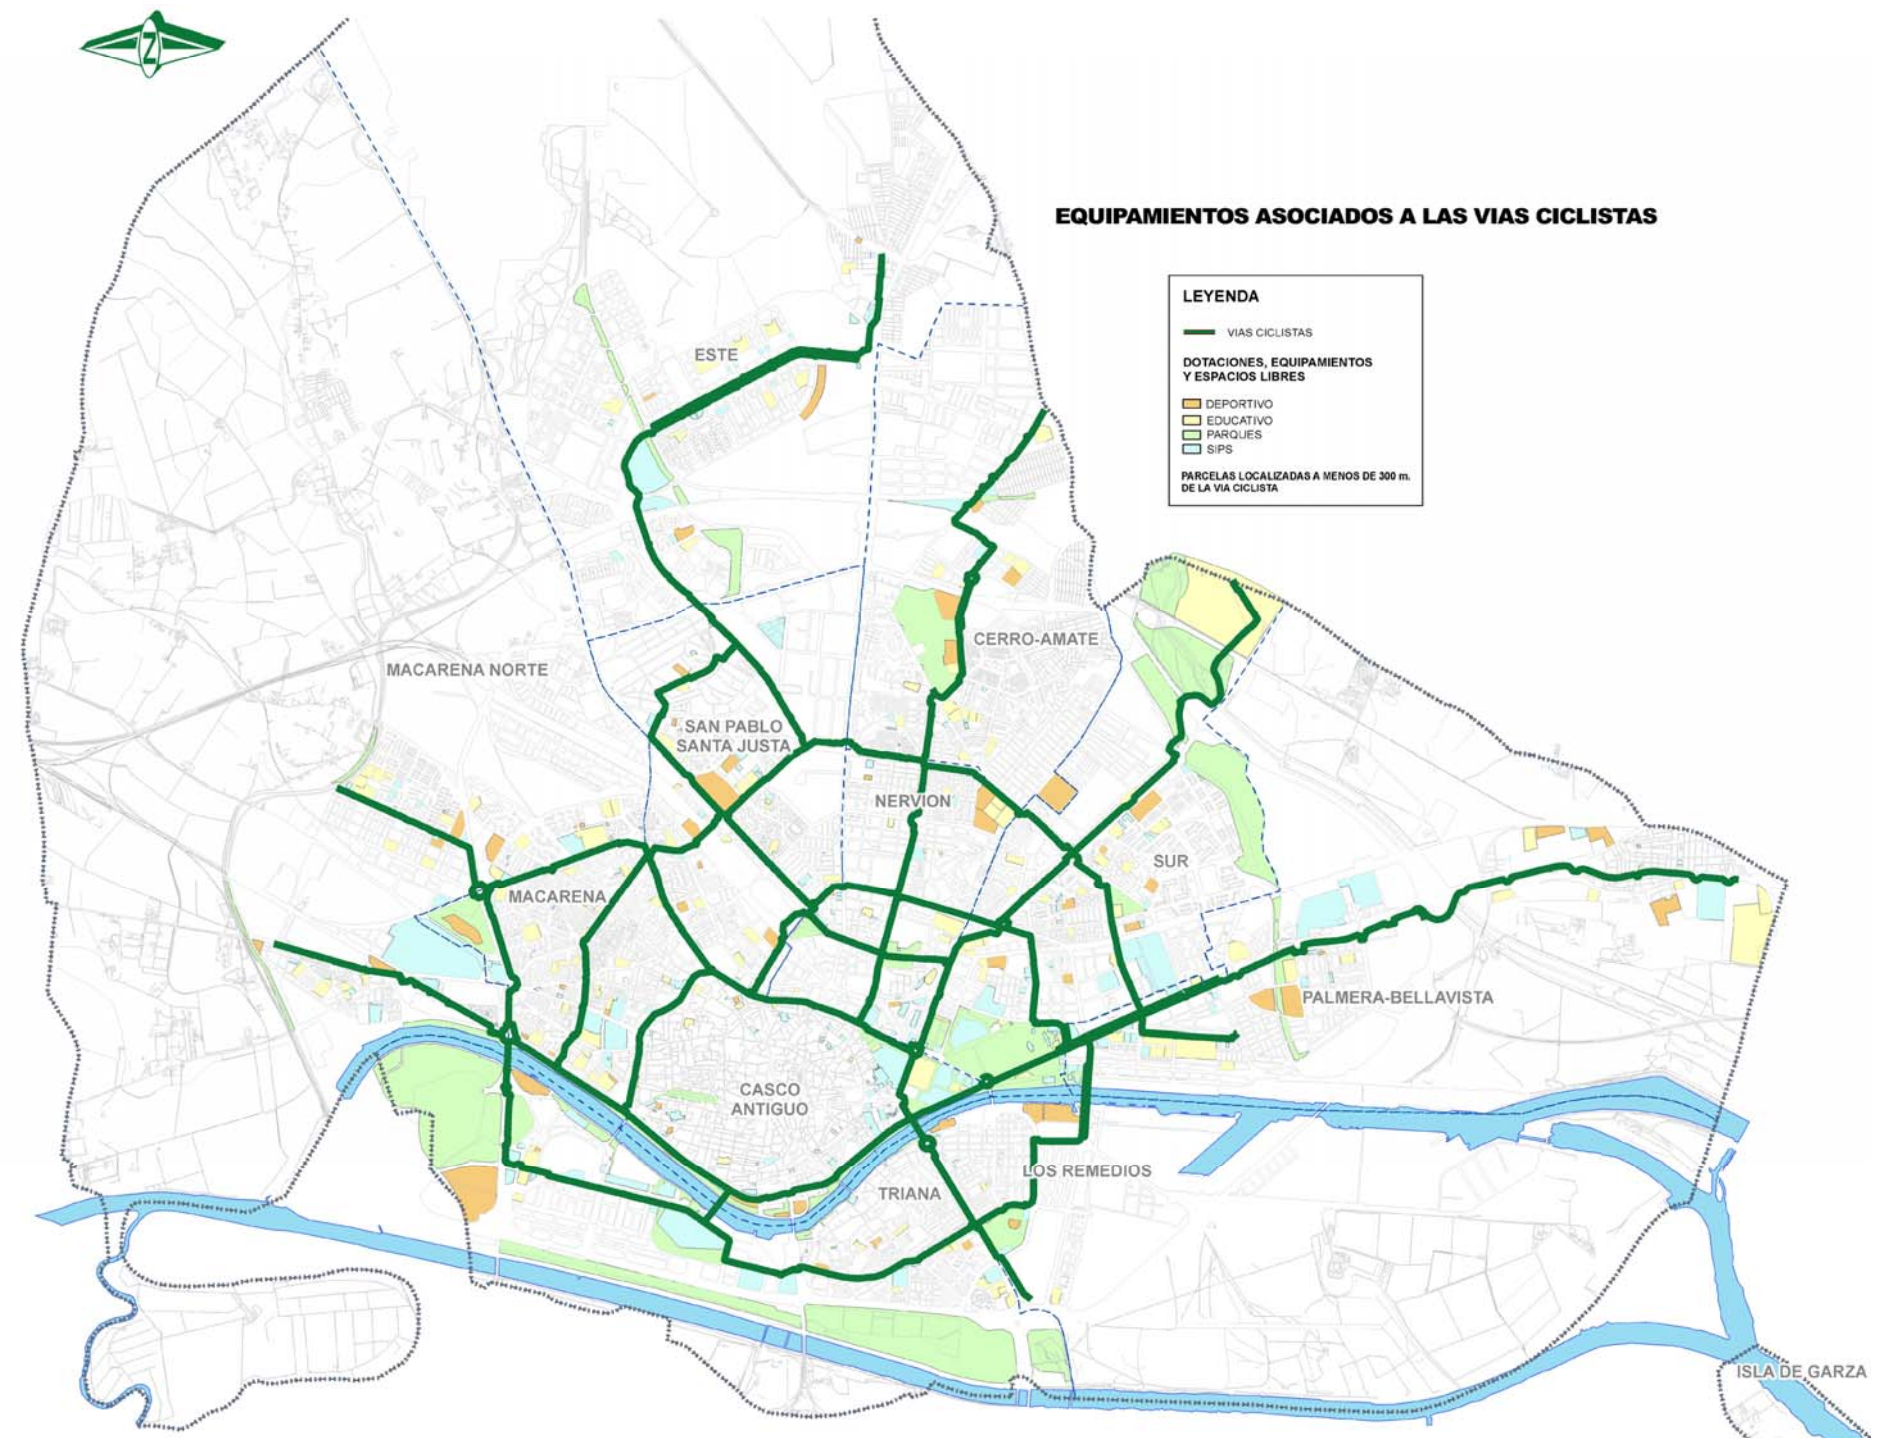 EQUIPAMIENTOS ASOCIADOS A LAS VIAS CICLISTAS
LEYENDA
VIAS CICLISTAS
DOTACIONES, EQUIPAMIENTOS
Y ESPACIOS LIBRES
DEPORTIVO
EDUCATIVO
PARQUES
SIPS
PARCELAS LOCALIZADAS A MENOS DE 300 m.
DE LA VIA CICLISTA
ESTE
CERRO-AMATE
MACARENA NORTE
SAN PABLO
SANTA JUSTA
NERVION
SUR
MACARENA
PALMERA-BELLAVISTA
CASCO
ANTIGUO
LOS REMEDIOS
TRIANA
ISLA DE GARZA